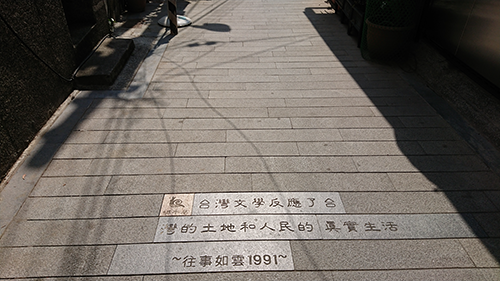 台灣文學反應了台
灣的土地和人民的 真實生活
~往事如雲1991~